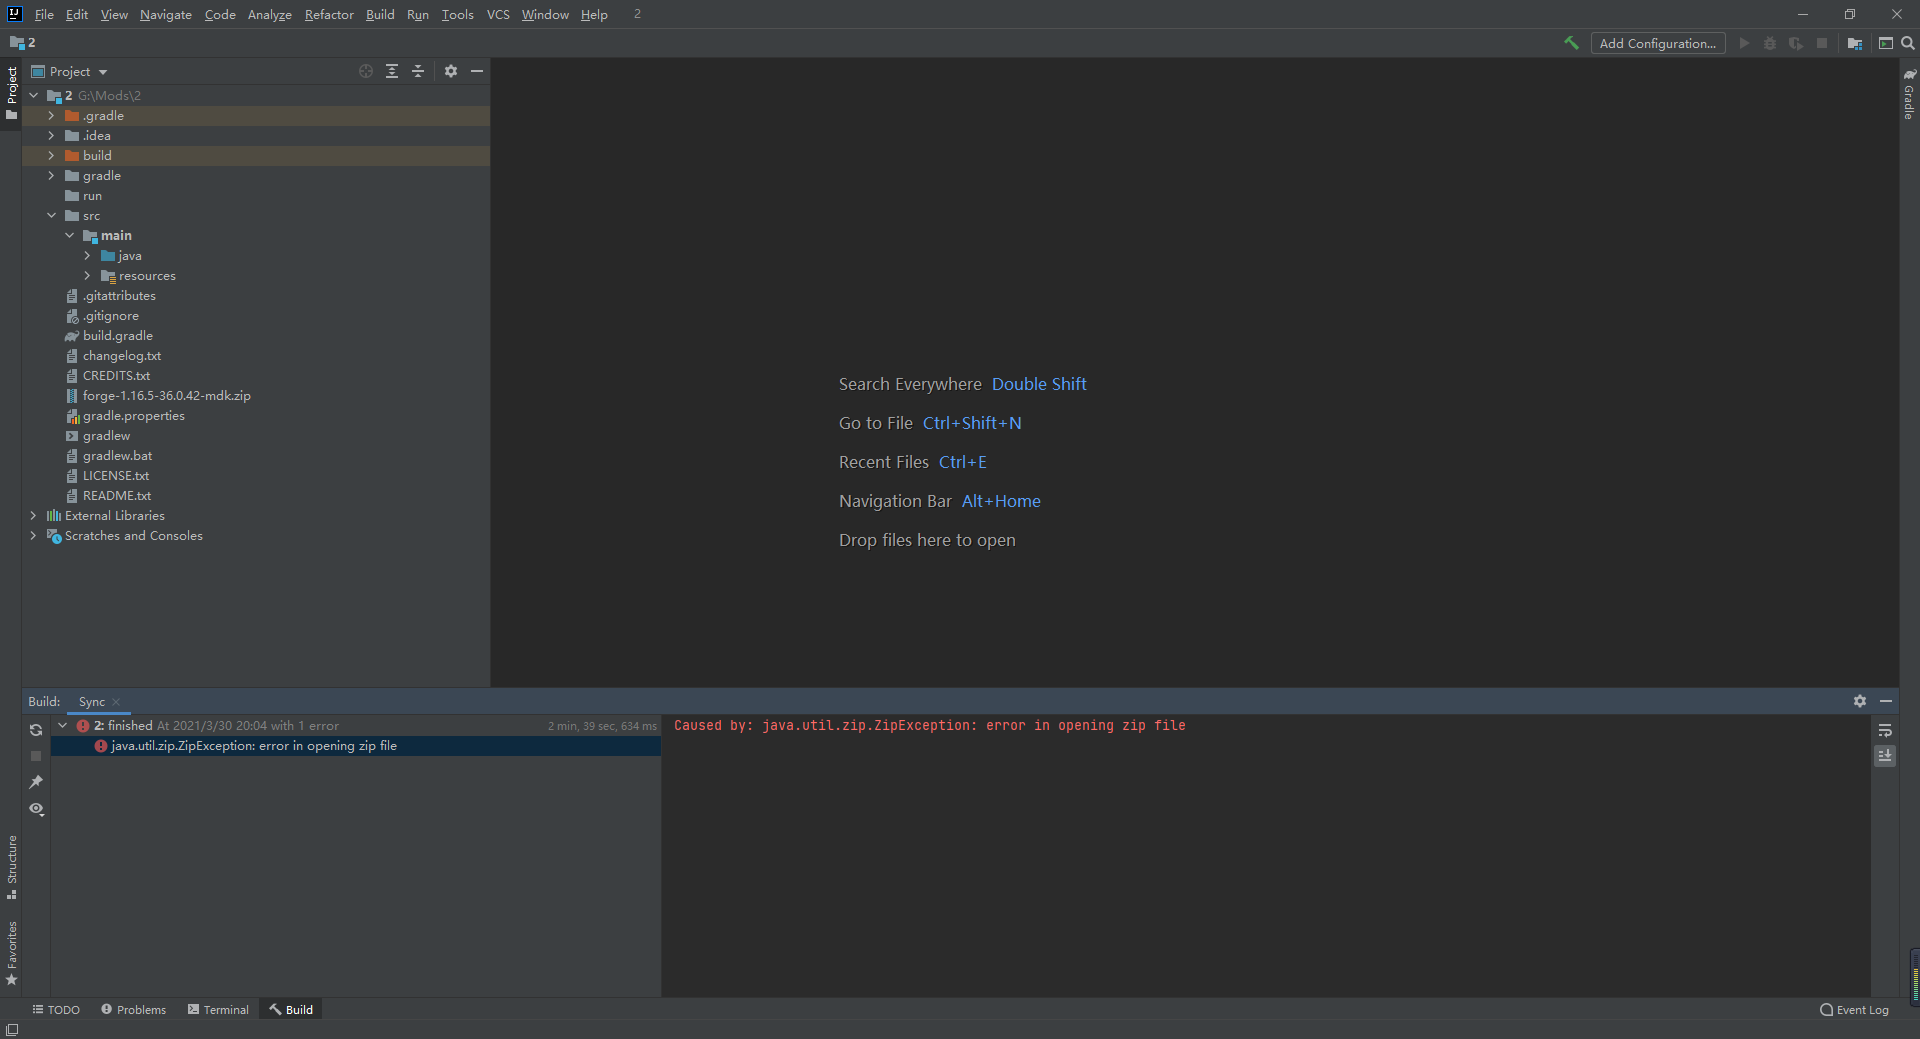 File Edit View Navigate Code Analyze Refactor Build Run Tools VCS Window Help 2
2
Add Configuration...
Project
Project
2 G:\Mods\2
.gradle
.idea
build
gradle
run
src
main
java
resources
.gitattributes
.gitignore
build.gradle
changelog.txt
CREDITS.txt
forge-1.16.5-36.0.42-mdk.zip
gradle.properties
gradlew
gradlew.bat
LICENSE.txt
README.txt
External Libraries
Scratches and Consoles
Gradle
Search Everywhere Double Shift
Go to File Ctrl+Shift+N
Recent Files Ctrl+E
Navigation Bar Alt+Home
Drop files here to open
Build: Sync
2: finished At 2021/3/30 20:04 with 1 error 2 min, 39 sec, 634 ms
java.util.zip.ZipException: error in opening zip file
Caused by: java.util.zip.ZipException: error in opening zip file
Structure
Favorites
TODO Problems Terminal Build Event Log